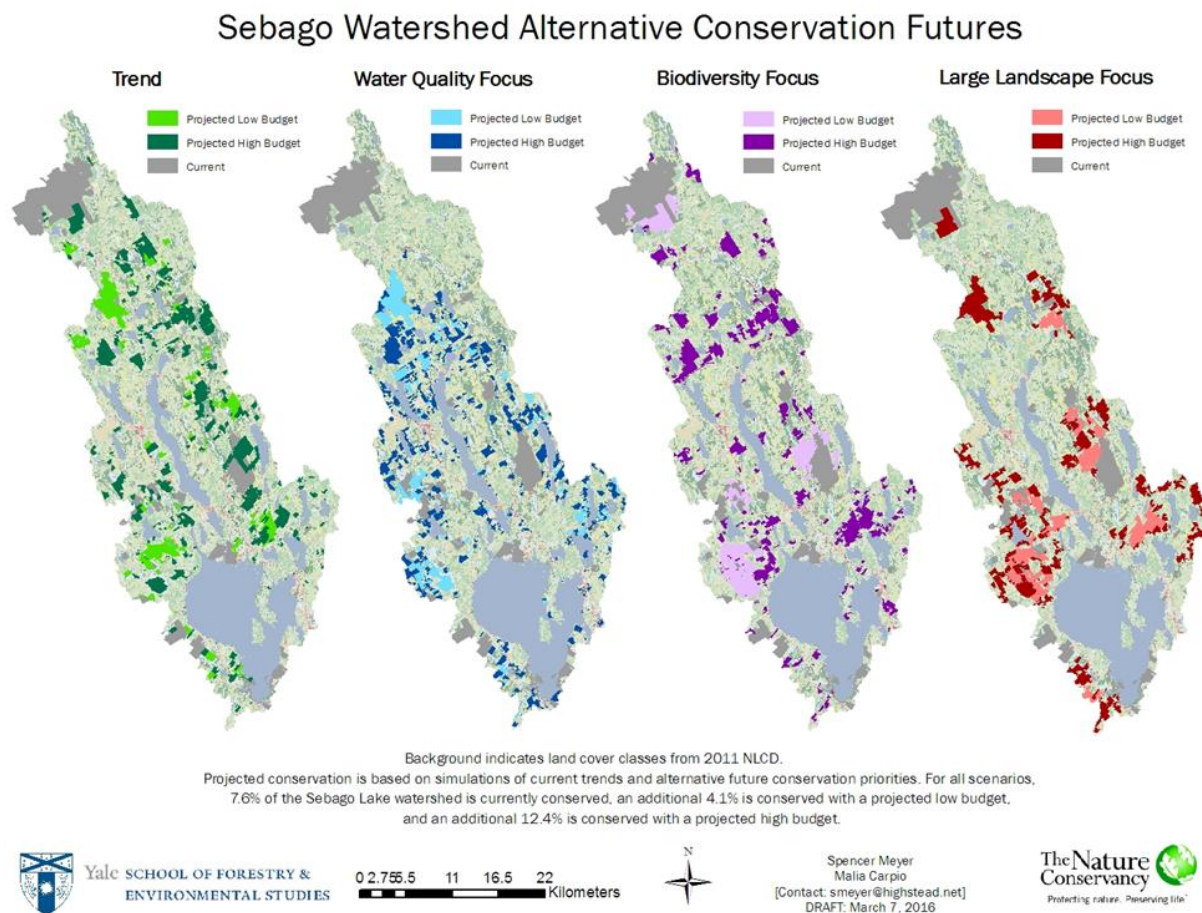 Sebago Watershed Alternative Conservation Futures
Trend
Projected Low Budget
Projected High Budget
Current
Water Quality Focus
Projected Low Budget
Projected High Budget
Current
Biodiversity Focus
Projected Low Budget
Projected High Budget
Current
Large Landscape Focus
Projected Low Budget
Projected High Budget
Current
Background indicates land cover classes from 2011 NLCD.
Projected conservation is based on simulations of current trends and alternative future conservation priorities. For all scenarios,
7.6% of the Sebago Lake watershed is currently conserved, an additional 4.1% is conserved with a projected low budget,
and an additional 12.4% is conserved with a projected high budget.
Yale SCHOOL OF FORESTRY &
ENVIRONMENTAL STUDIES
0 2.75 5.5 11 16.5 22
Kilometers
N
Spencer Meyer
Malia Carpio
[Contact: smeyer@highstead.net]
DRAFT: March 7, 2016
The Nature
Conservancy
Protecting nature. Preserving life.